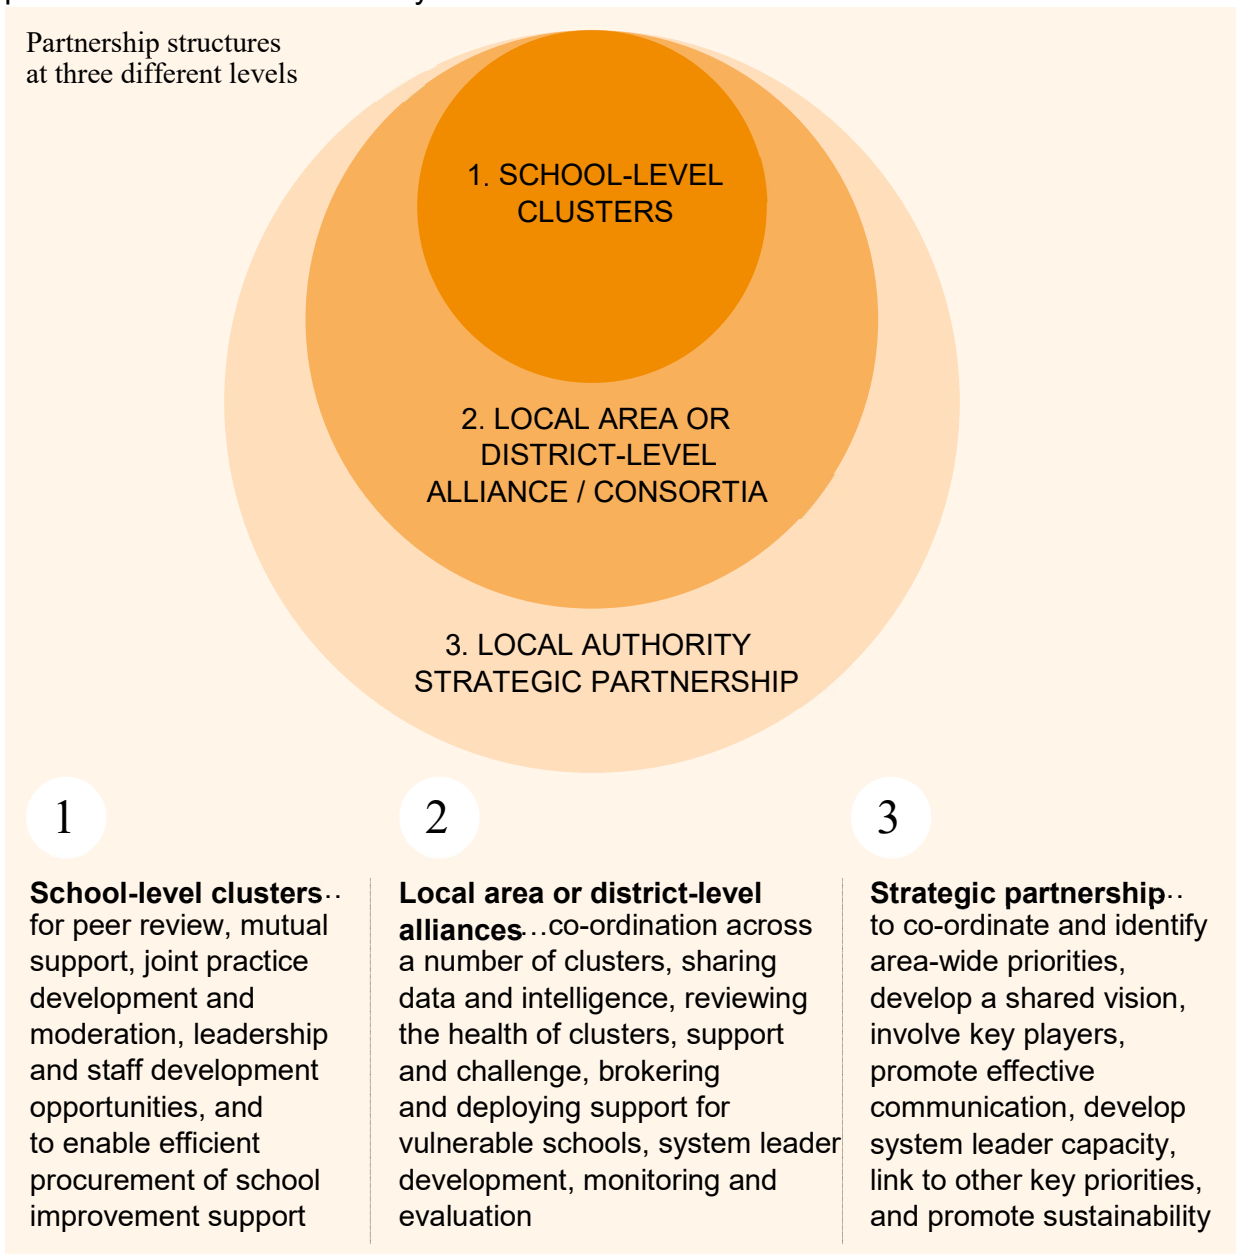 Partnership structures
at three different levels
1. SCHOOL-LEVEL
CLUSTERS
2. LOCAL AREA OR
DISTRICT-LEVEL
ALLIANCE / CONSORTIA
3. LOCAL AUTHORITY
STRATEGIC PARTNERSHIP
1
School-level clusters..
for peer review, mutual
support, joint practice
development and
moderation, leadership
and staff development
opportunities, and
to enable efficient
procurement of school
improvement support
2
Local area or district-level
alliances...co-ordination across
a number of clusters, sharing
data and intelligence, reviewing
the health of clusters, support
and challenge, brokering
and deploying support for
vulnerable schools, system leader
development, monitoring and
evaluation
3
Strategic partnership..
to co-ordinate and identify
area-wide priorities,
develop a shared vision,
involve key players,
promote effective
communication, develop
system leader capacity,
link to other key priorities,
and promote sustainability